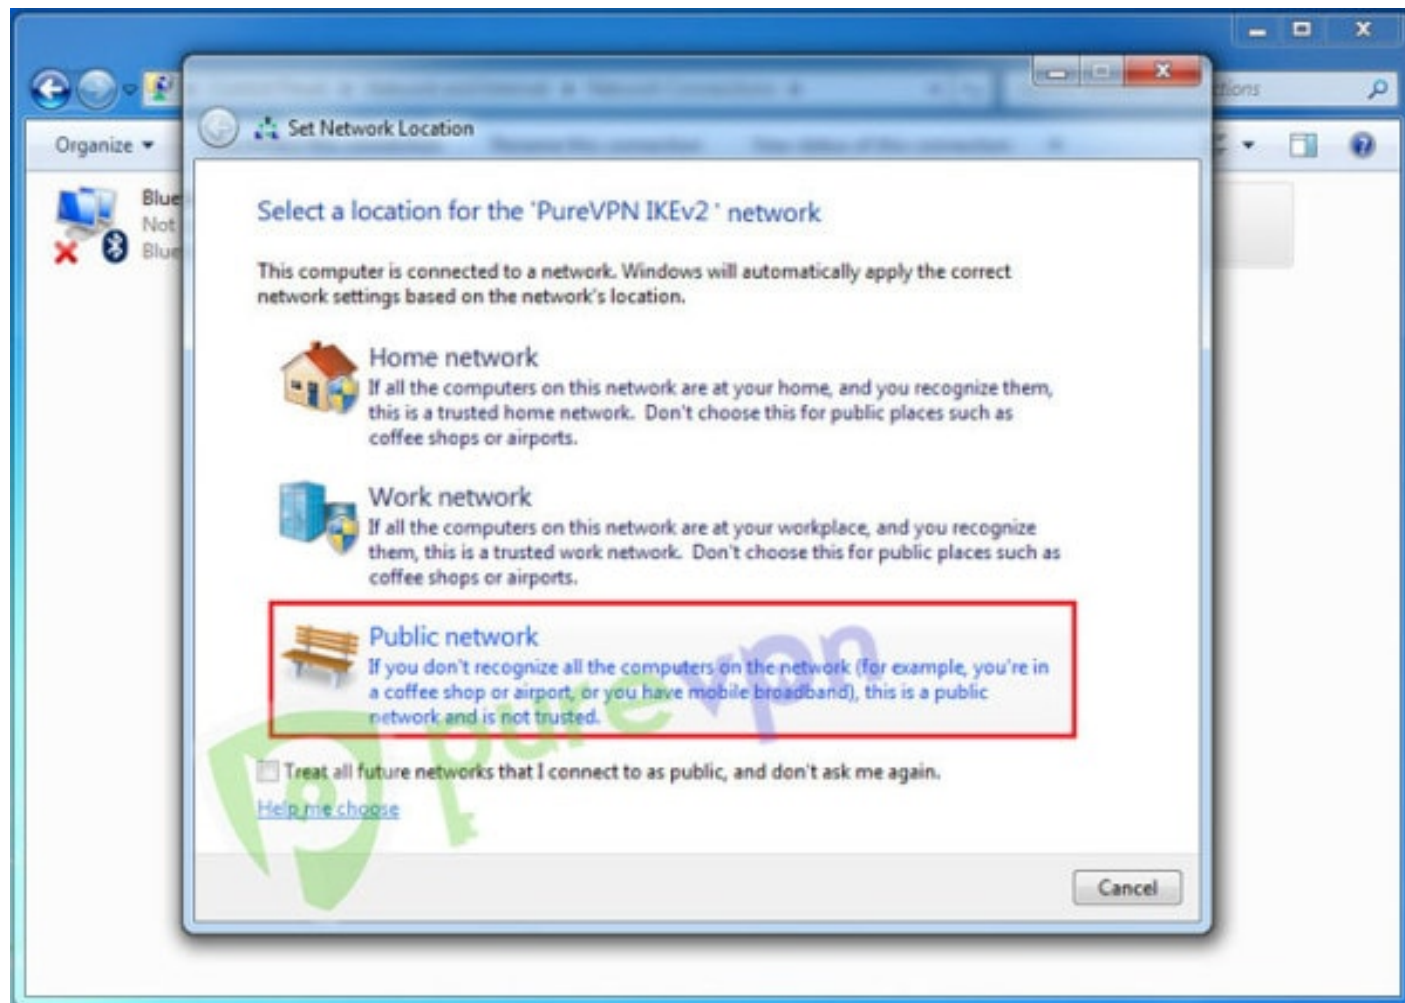 ctions
Organize
Set Network Location
Blue
Not
Blue
Select a location for the 'PureVPN IKEv2 ' network
This computer is connected to a network. Windows will automatically apply the correct
network settings based on the network's location.
Home network
If all the computers on this network are at your home, and you recognize them,
this is a trusted home network. Don't choose this for public places such as
coffee shops or airports.
Work network
If all the computers on this network are at your workplace, and you recognize
them, this is a trusted work network. Don't choose this for public places such as
coffee shops or airports.
Public network
If you don't recognize all the computers on the network (for example, you're in
a coffee shop or airport, or you have mobile broadband), this is a public
network and is not trusted.
purevpn
Treat all future networks that I connect to as public, and don't ask me again.
Help me choose
Cancel